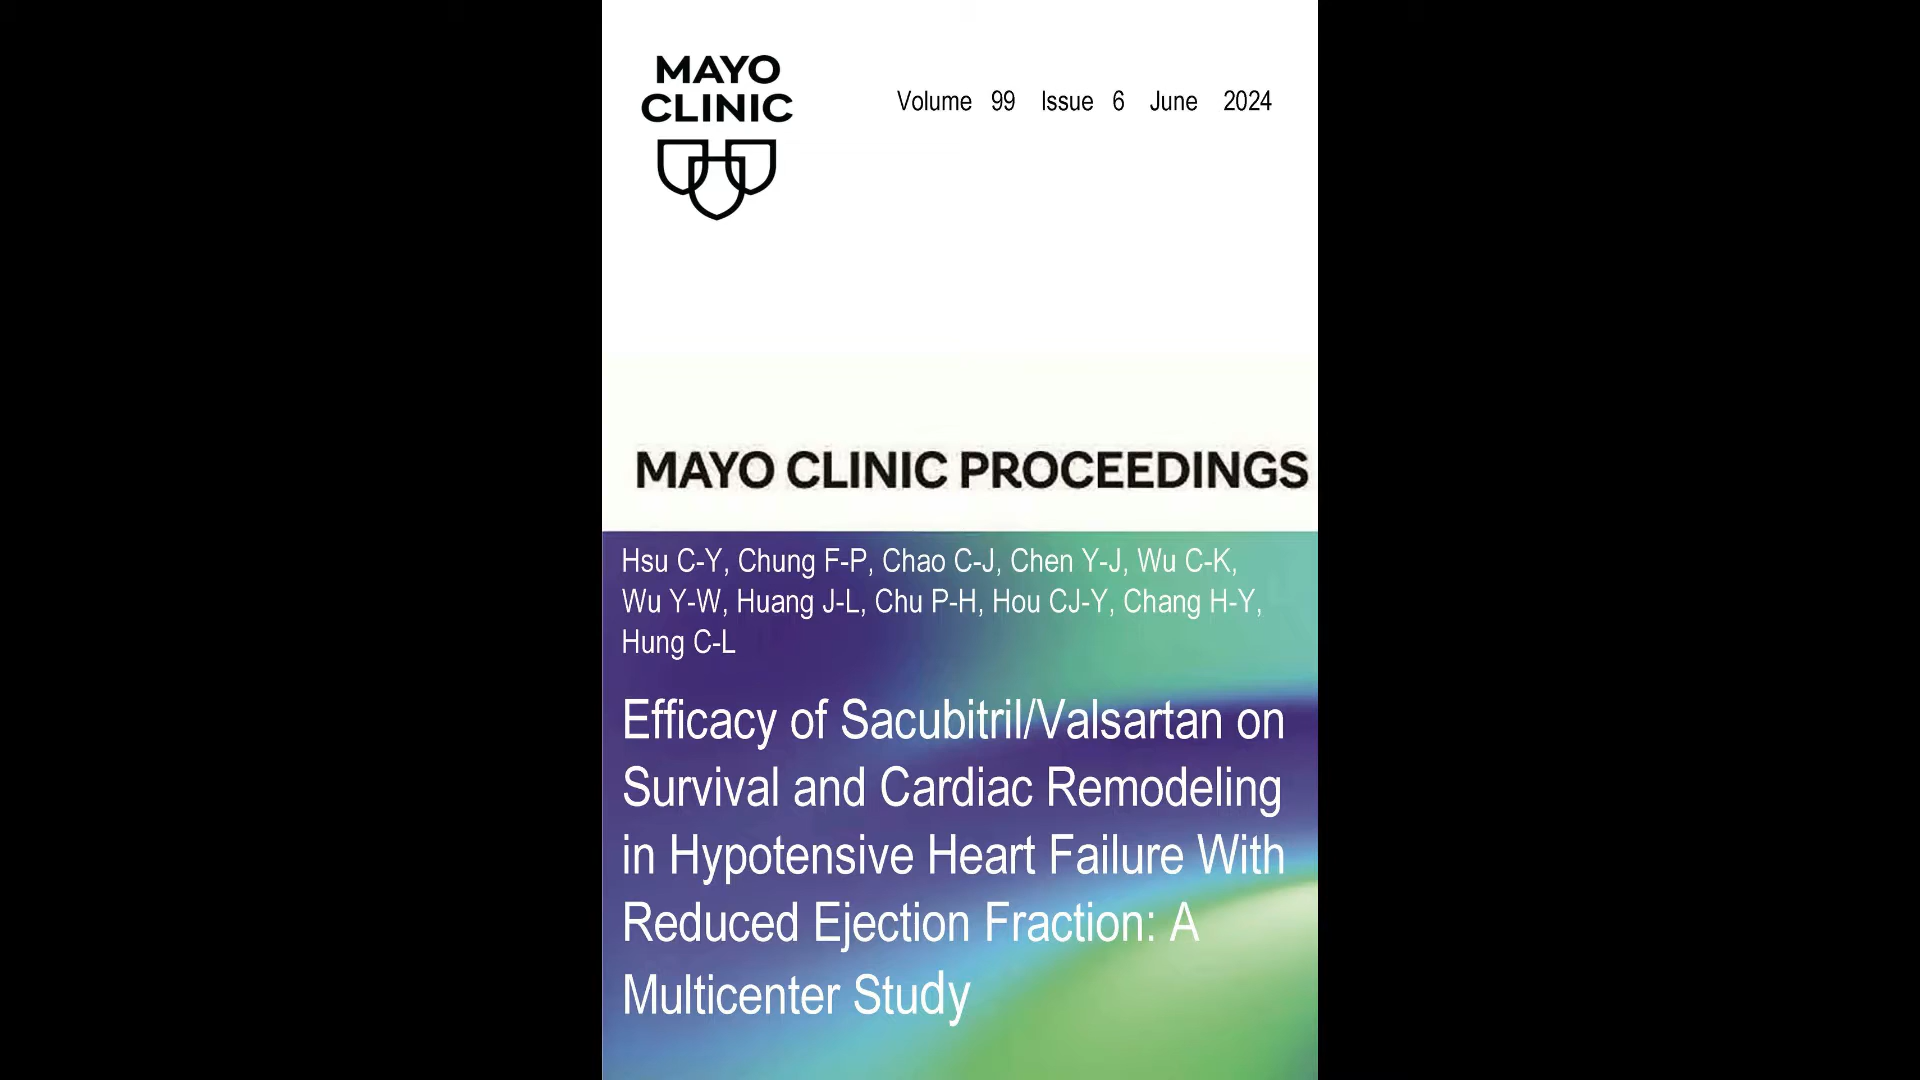 MAYO
CLINIC
Volume 99 Issue 6 June 2024
MAYO CLINIC PROCEEDINGS
Hsu C-Y, Chung F-P, Chao C-J, Chen Y-J, Wu C-K,
Wu Y-W, Huang J-L, Chu P-H, Hou CJ-Y, Chang H-Y,
Hung C-L
Efficacy of Sacubitril/Valsartan on
Survival and Cardiac Remodeling
in Hypotensive Heart Failure With
Reduced Ejection Fraction: A
Multicenter Study